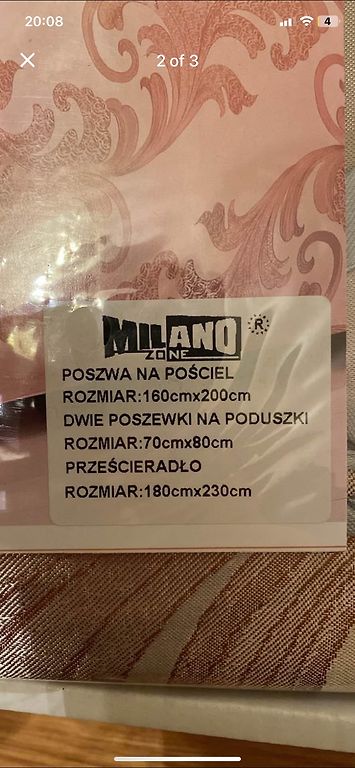 20:08
4
2 of 3
MILANO
ZONE
®
POSZWA NA POŚCIEL
ROZMIAR:160cmx200cm
DWIE POSZEWKI NA PODUSZKI
ROZMIAR:70cmx80cm
PRZEŚCIERADŁO
ROZMIAR:180cmx230cm